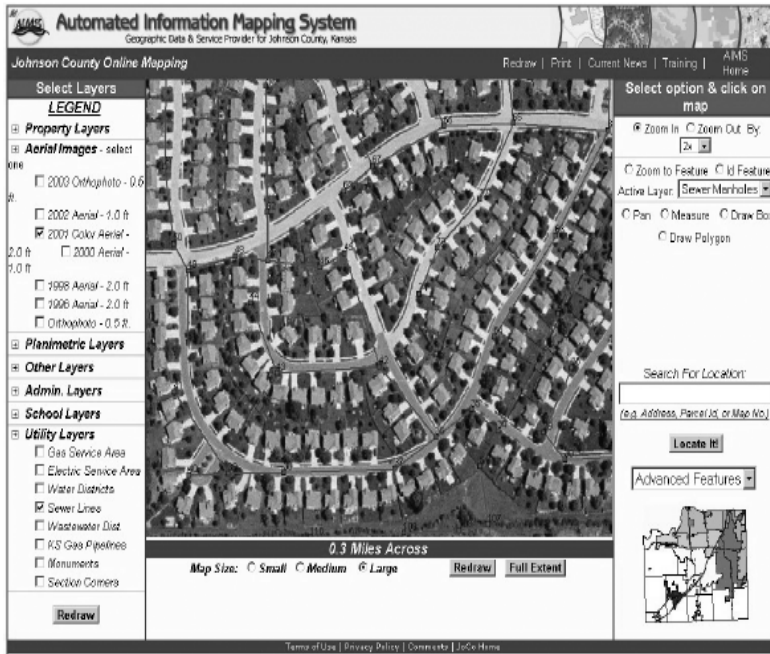 AIMS
Automated Information Mapping System
Geographic Data & Service Provider for Johnson County, Kansas
Johnson County Online Mapping
Redraw | Print | Current News | Training | AIMS Home
Select Layers
LEGEND
Property Layers
Aerial Images - select
one
2003 Orthophoto - 0.5
ft.
2002 Aerial - 1.0 ft
2001 Color Aerial -
2.0 ft
2000 Aerial -
1.0 ft
1998 Aerial - 2.0 ft
1996 Aerial - 2.0 ft
Orthophoto - 0.5 ft.
Planimetric Layers
Other Layers
Admin. Layers
School Layers
Utility Layers
Gas Service Area
Electric Service Area
Water Districts
Sewer Lines
Wastewater Dist.
KS Gas Pipelines
Monuments
Section Corners
Redraw
0.3 Miles Across
Map Size: Small Medium Large
Redraw Full Extent
Select option & click on
map
Zoom In Zoom Out By:
2x
Zoom to Feature Id Feature
Active Layer: Sewer Manholes
Pan Measure Draw Bo
Draw Polygon
Search For Location:
(e.g. Address, Parcel Id, or Map No.)
Locate It!
Advanced Features
Terms of Use | Privacy Policy | Comments | JoCo Home